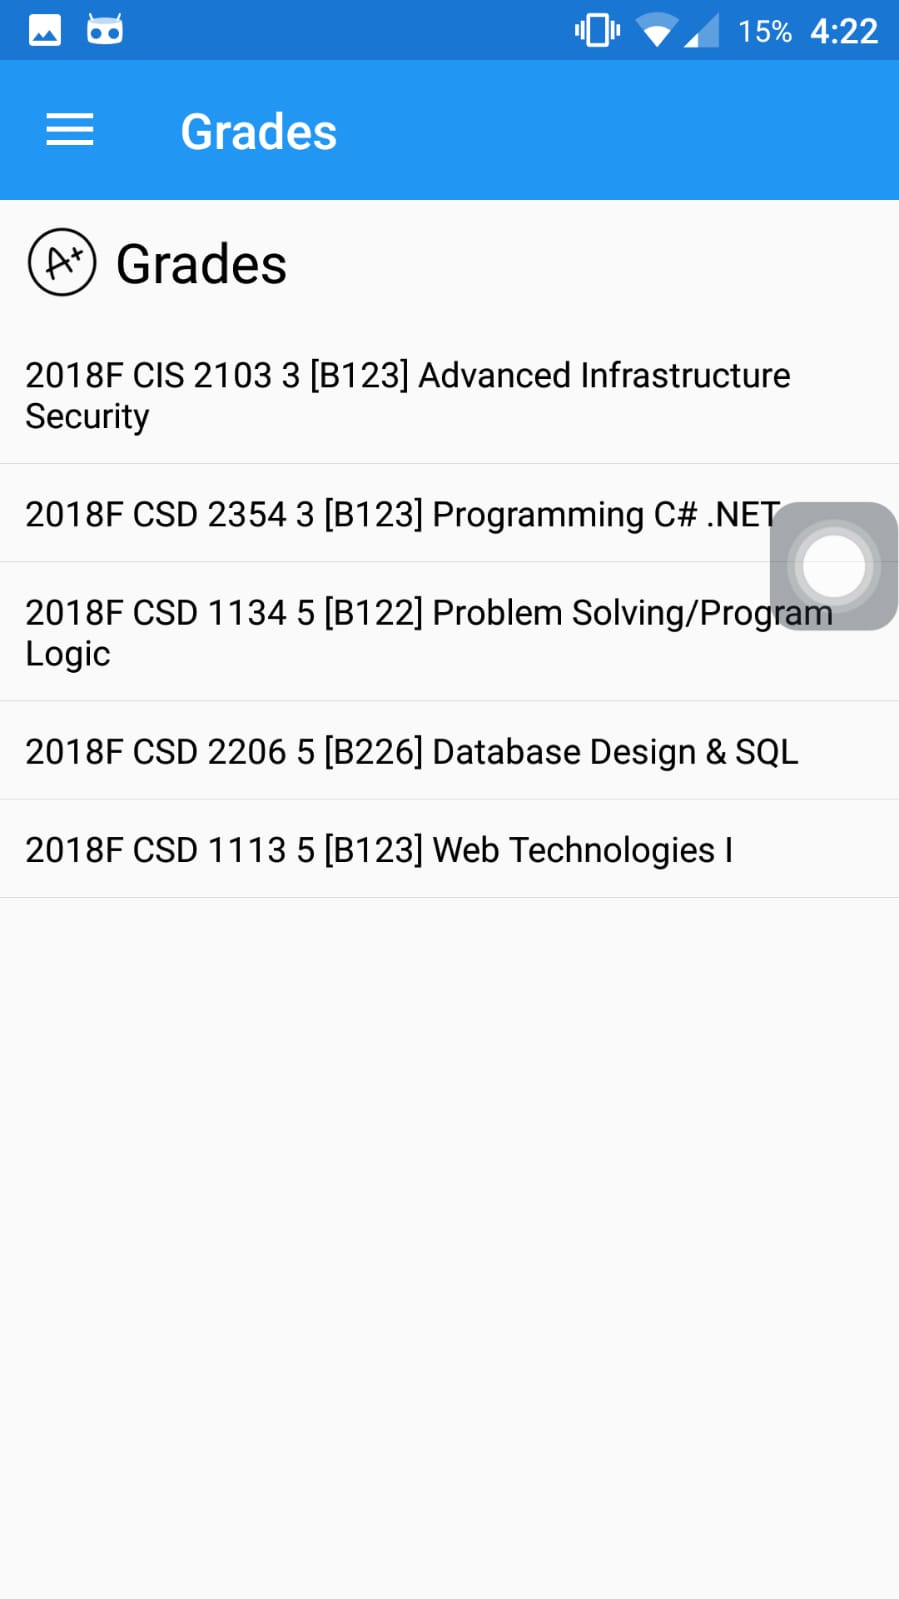 15% 4:22
Grades
A+ Grades
2018F CIS 2103 3 [B123] Advanced Infrastructure
Security
2018F CSD 2354 3 [B123] Programming C# .NET
2018F CSD 1134 5 [B122] Problem Solving/Program
Logic
2018F CSD 2206 5 [B226] Database Design & SQL
2018F CSD 1113 5 [B123] Web Technologies I